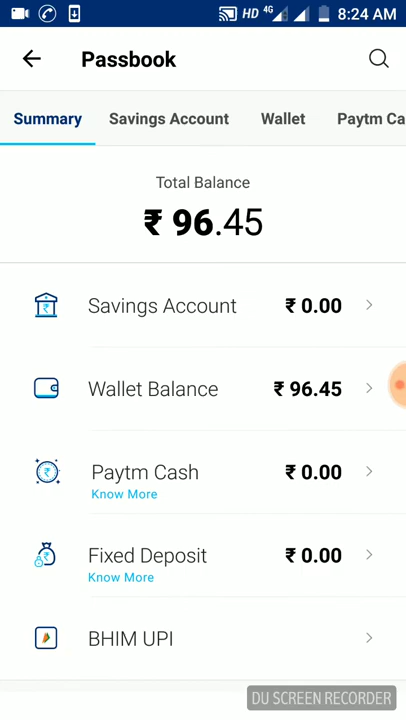 HD 4G 8:24 AM
Passbook
Summary Savings Account Wallet Paytm Ca
Total Balance
₹ 96.45
Savings Account ₹ 0.00
Wallet Balance ₹ 96.45
Paytm Cash ₹ 0.00
Know More
Fixed Deposit ₹ 0.00
Know More
BHIM UPI
DU SCREEN RECORDER